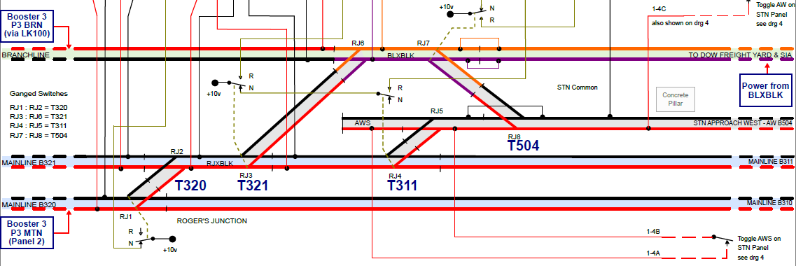 Booster 3
P3 BRN
(via LK100)
+10v
N
R
1-4C
also shown on drg 4
Toggle AW on
STN Panel
see drg 4
RJ6
RJ7
BLXBLK
BRANCHLINE
TO DOW FREIGHT YARD & SIA
Ganged Switches
RJ1 : RJ2 = T320
RJ3 : RJ6 = T321
RJ4 : RJ5 = T311
RJ7 : RJ8 = T504
R
N
+10v
R
N
+10v
STN Common
Concrete
Pillar
Power from
BLXBLK
RJ5
AWS
STN APPROACH WEST - AW B504
RJ8
T504
RJ2
MAINLINE B321
RJXBLK
MAINLINE B311
RJ3
RJ4
T320
T321
T311
MAINLINE B320
MAINLINE B310
RJ1
ROGER'S JUNCTION
Booster 3
P3 MTN
(Panel 2)
R
N
+10v
1-4B
1-4A
Toggle AWS on
STN Panel
see drg 4